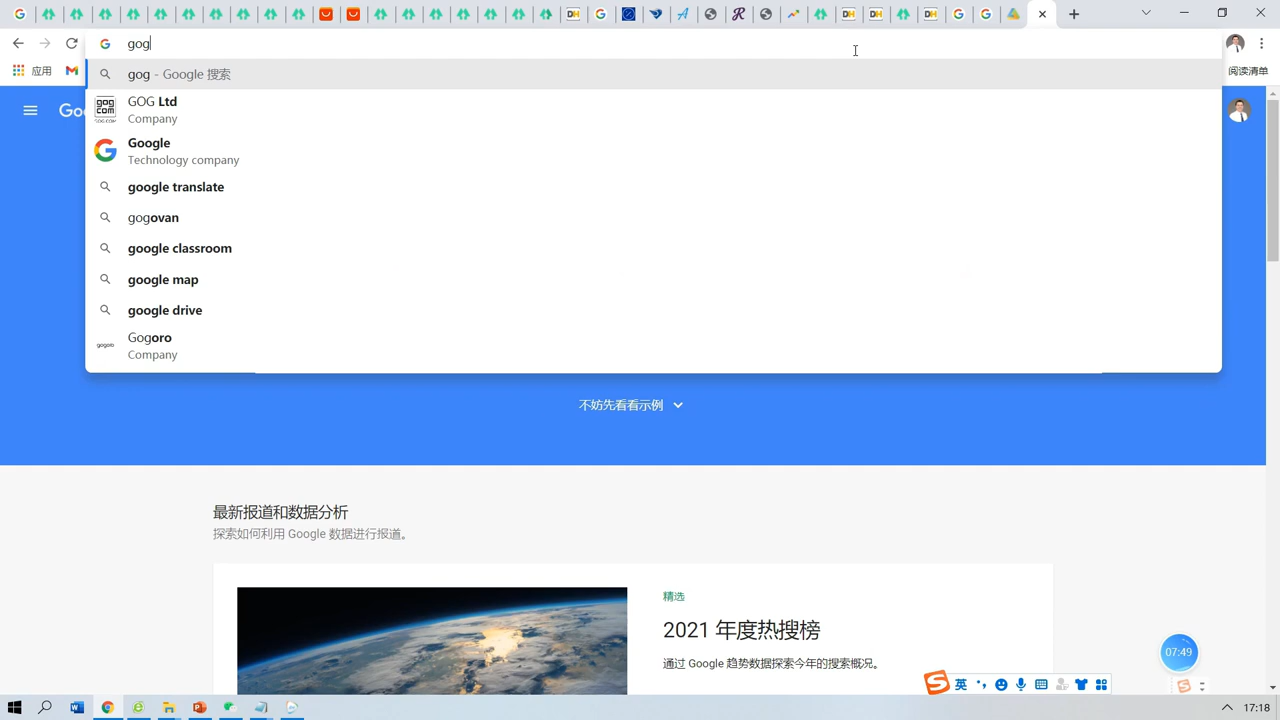 gog
应用
阅读清单
gog - Google 搜索
GOG Ltd
Company
Google
Technology company
google translate
gogovan
google classroom
google map
google drive
Gogoro
Company
Goo
不妨先看看示例
最新报道和数据分析
探索如何利用 Google 数据进行报道。
精选
2021 年度热搜榜
通过 Google 趋势数据探索今年的搜索概况。
07:49
英
17:18